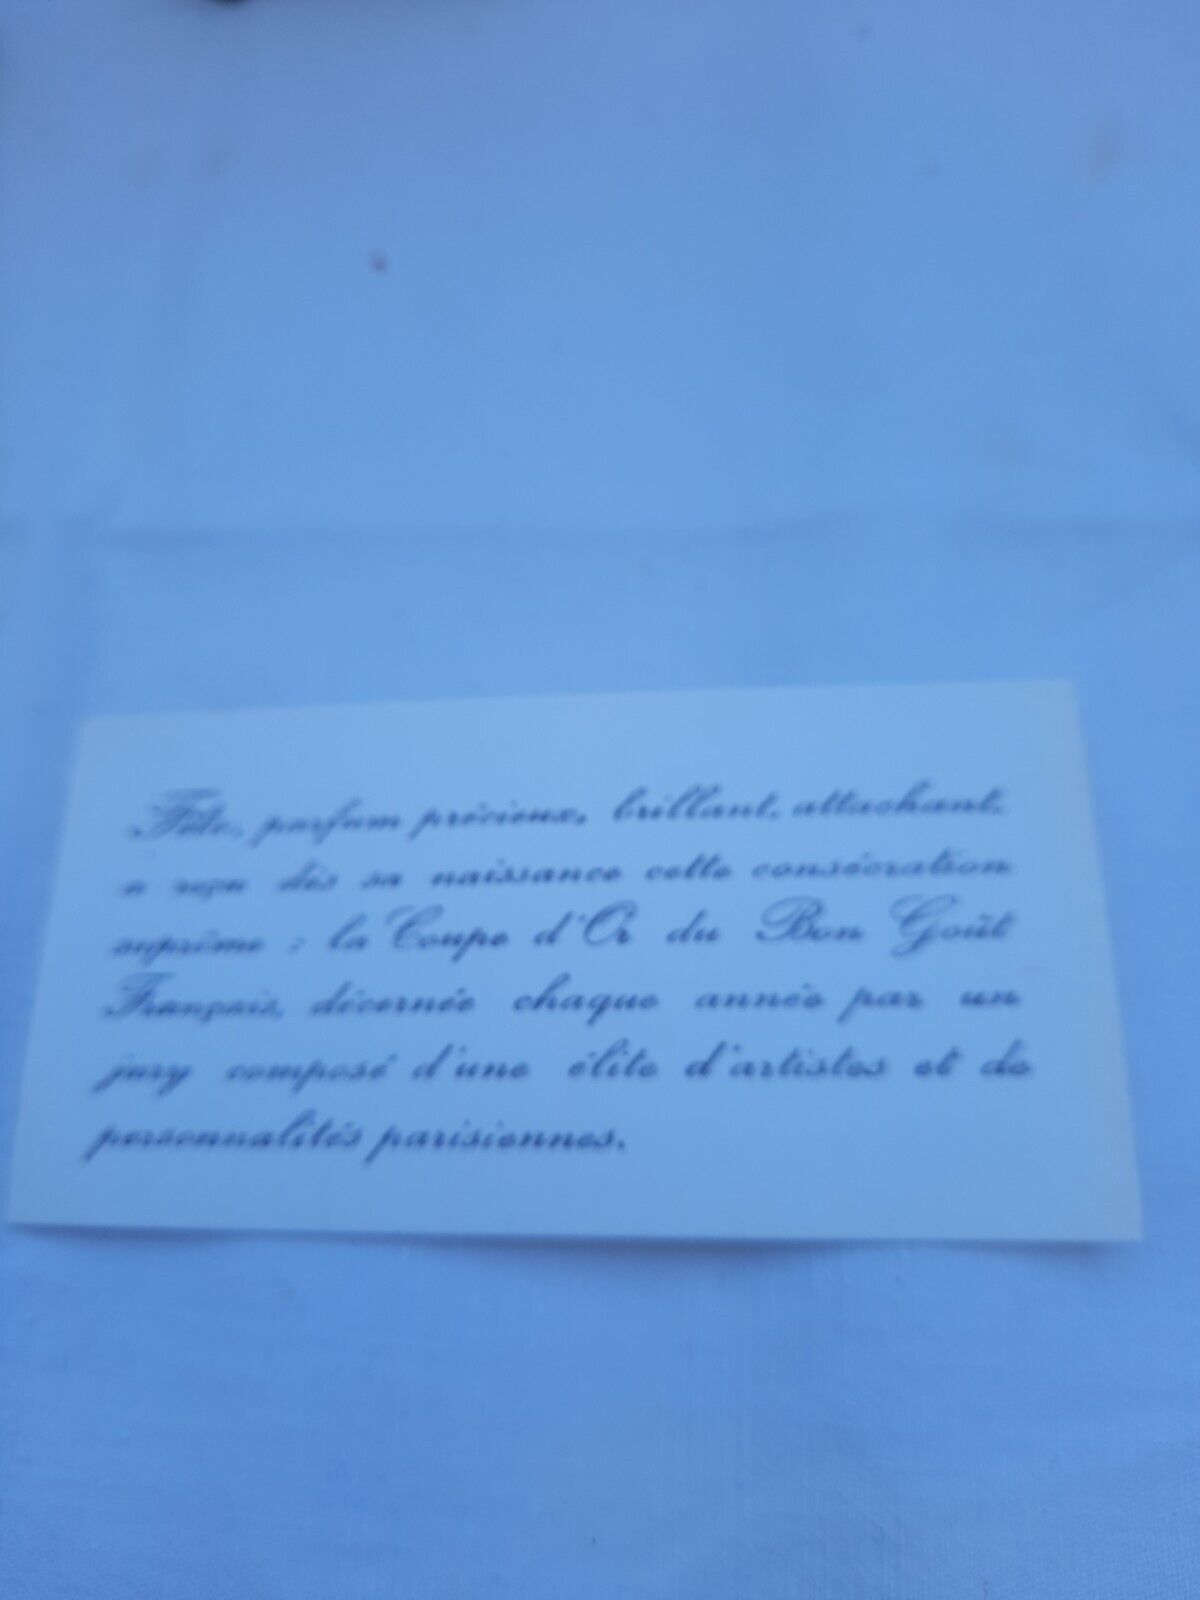 Fête, parfum précieux, brillant, attachant,
a reçu dès sa naissance cette consécration
suprême : la Coupe d'Or du Bon Goût
Français, décernée chaque année par un
jury composé d'une élite d'artistes et de
personnalités parisiennes.